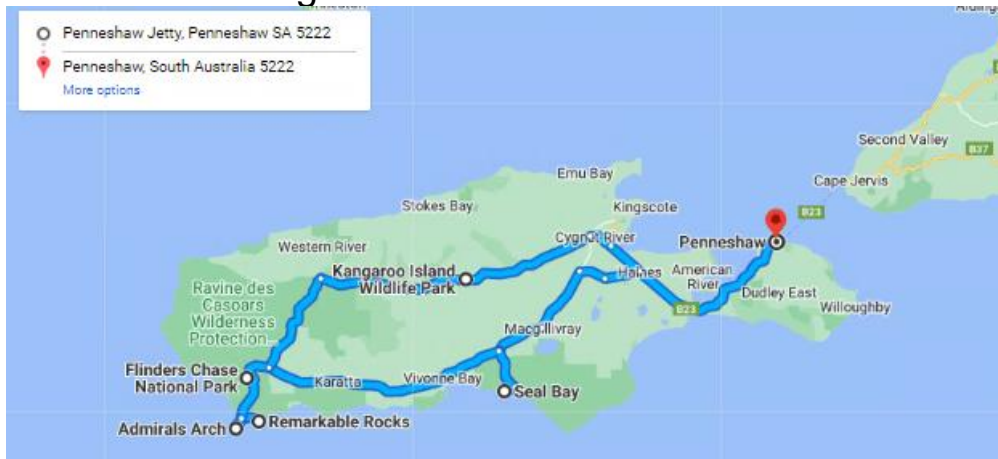 Penneshaw Jetty, Penneshaw SA 5222
Penneshaw, South Australia 5222
More options
Second Valley
B37
Cape Jervis
B23
Emu Bay
Stokes Bay
Kingscote
Western River
Cygnet River
Penneshaw
Kangaroo Island
Wildlife Park
Haines
American
River
Ravine des
Casoars
Wilderness
Protection...
Dudley East
Willoughby
B23
Macgillivray
Flinders Chase
National Park
Karatta
Vivonne Bay
Seal Bay
Admirals Arch
Remarkable Rocks